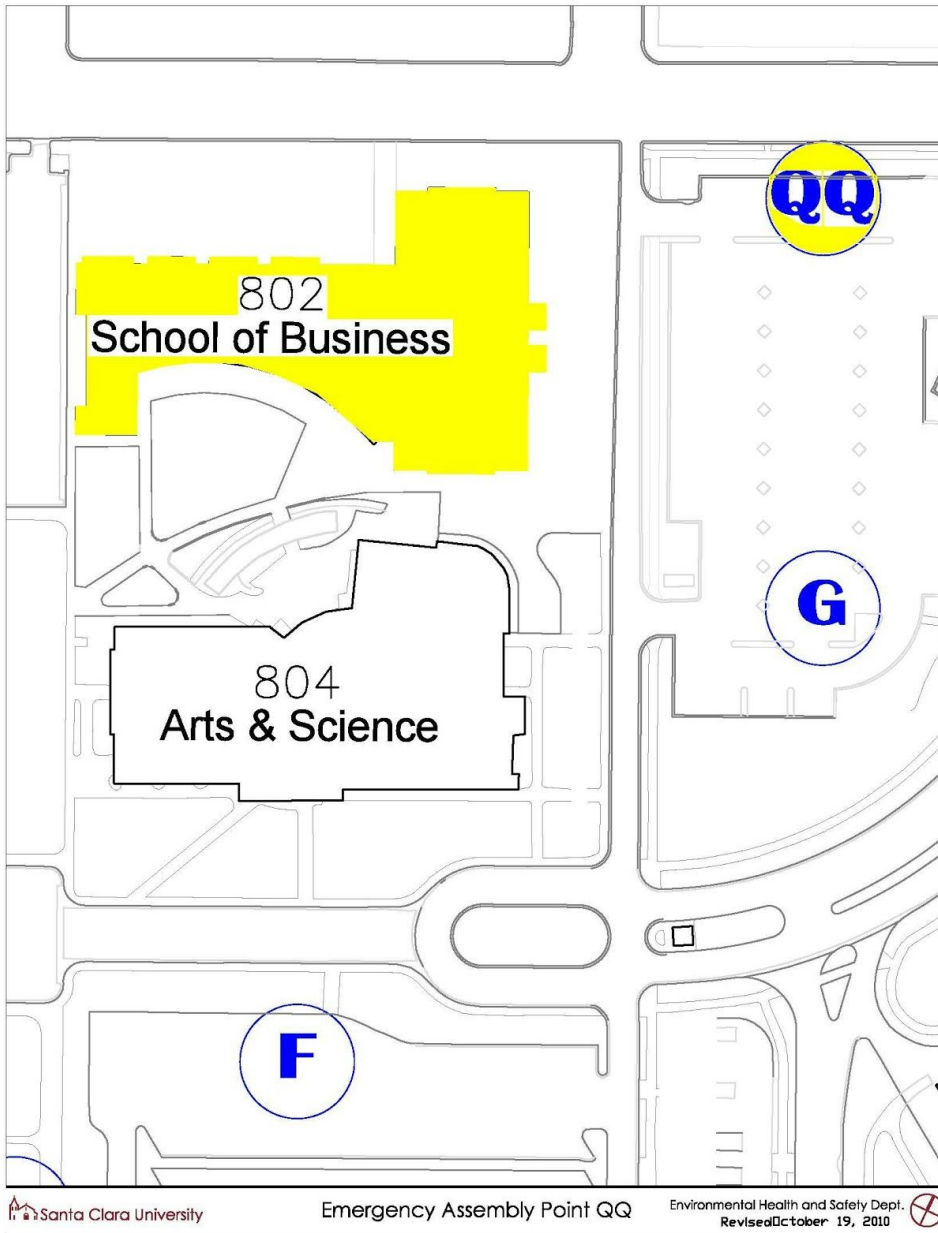 QQ
802
School of Business
G
804
Arts & Science
F
Santa Clara University
Emergency Assembly Point QQ
Environmental Health and Safety Dept.
Revised October 19, 2010